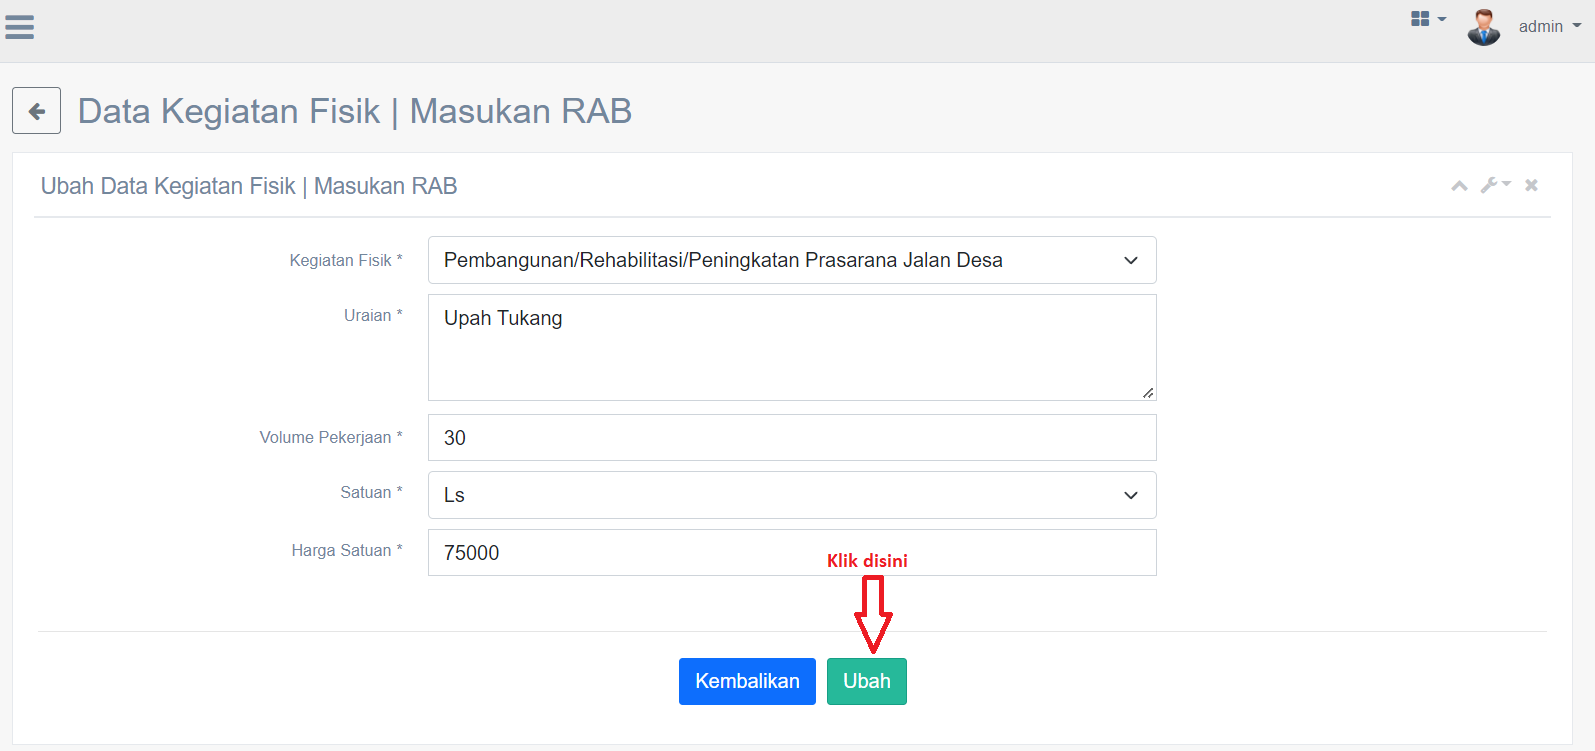 admin
Data Kegiatan Fisik | Masukan RAB
Ubah Data Kegiatan Fisik | Masukan RAB
Kegiatan Fisik * Pembangunan/Rehabilitasi/Peningkatan Prasarana Jalan Desa
Uraian * Upah Tukang
Volume Pekerjaan * 30
Satuan * Ls
Harga Satuan * 75000
Klik disini
Kembalikan Ubah